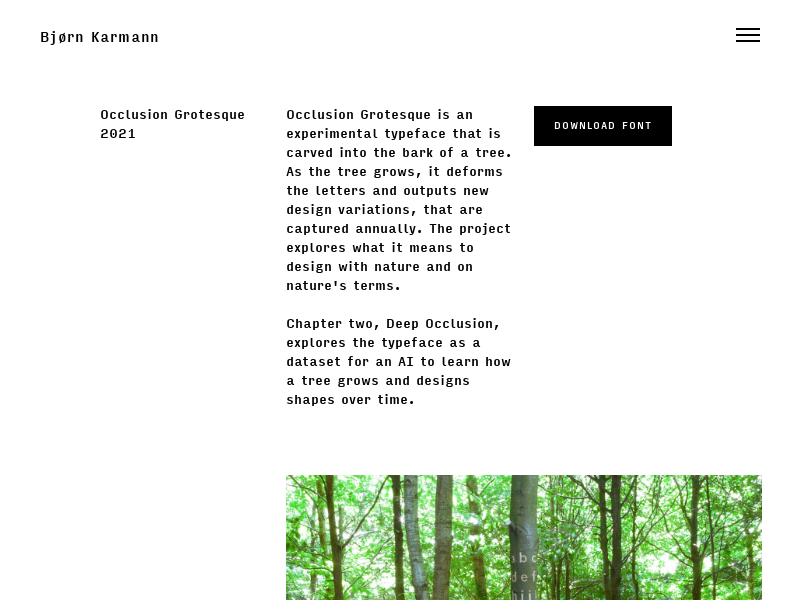 Bjørn Karmann
Occlusion Grotesque
2021
Occlusion Grotesque is an
experimental typeface that is
carved into the bark of a tree.
As the tree grows, it deforms
the letters and outputs new
design variations, that are
captured annually. The project
explores what it means to
design with nature and on
nature's terms.
Chapter two, Deep Occlusion,
explores the typeface as a
dataset for an AI to learn how
a tree grows and designs
shapes over time.
DOWNLOAD FONT
abc
def